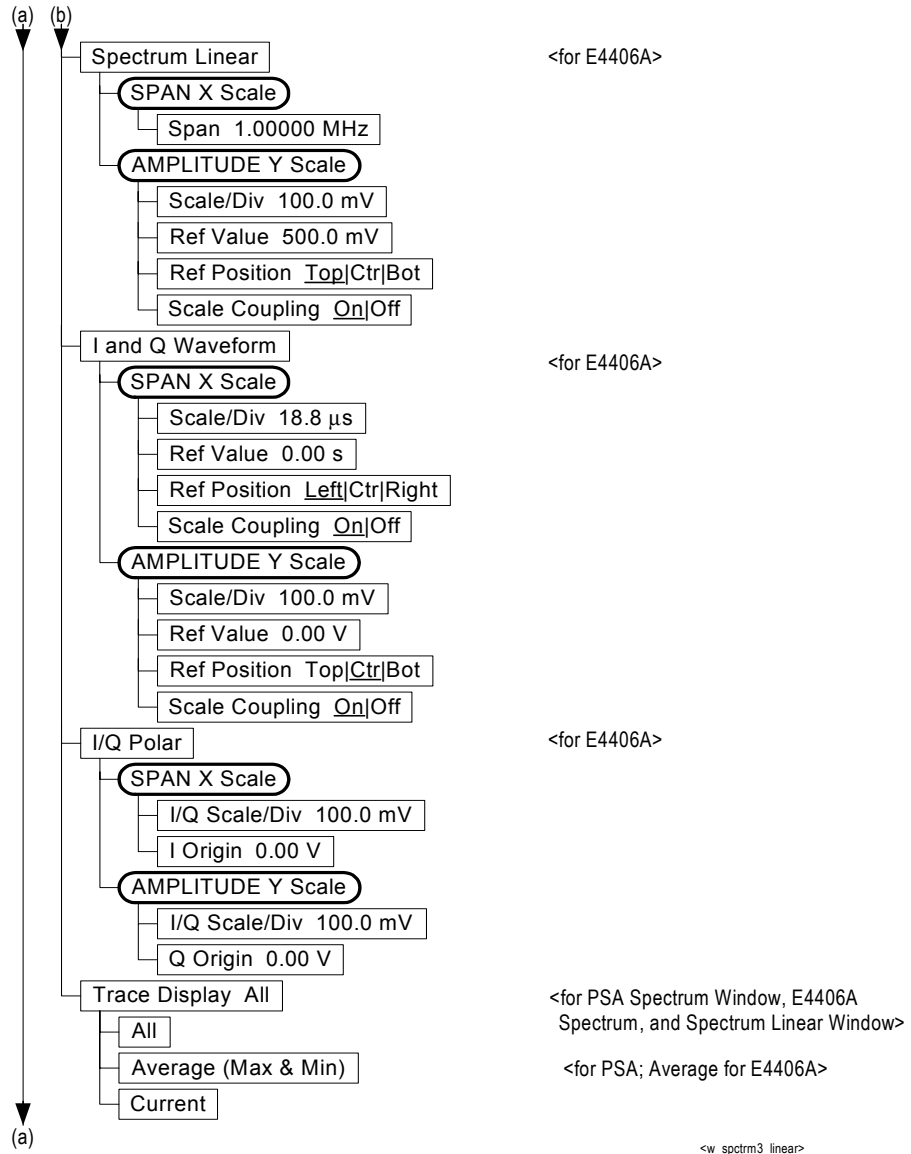 (a) (b)
Spectrum Linear <for E4406A>
SPAN X Scale
Span 1.00000 MHz
AMPLITUDE Y Scale
Scale/Div 100.0 mV
Ref Value 500.0 mV
Ref Position Top|Ctr|Bot
Scale Coupling On|Off
I and Q Waveform <for E4406A>
SPAN X Scale
Scale/Div 18.8 μs
Ref Value 0.00 s
Ref Position Left|Ctr|Right
Scale Coupling On|Off
AMPLITUDE Y Scale
Scale/Div 100.0 mV
Ref Value 0.00 V
Ref Position Top|Ctr|Bot
Scale Coupling On|Off
I/Q Polar <for E4406A>
SPAN X Scale
I/Q Scale/Div 100.0 mV
I Origin 0.00 V
AMPLITUDE Y Scale
I/Q Scale/Div 100.0 mV
Q Origin 0.00 V
Trace Display All <for PSA Spectrum Window, E4406A
Spectrum, and Spectrum Linear Window>
All
Average (Max & Min) <for PSA; Average for E4406A>
Current
(a)
<w_spctrm3_linear>